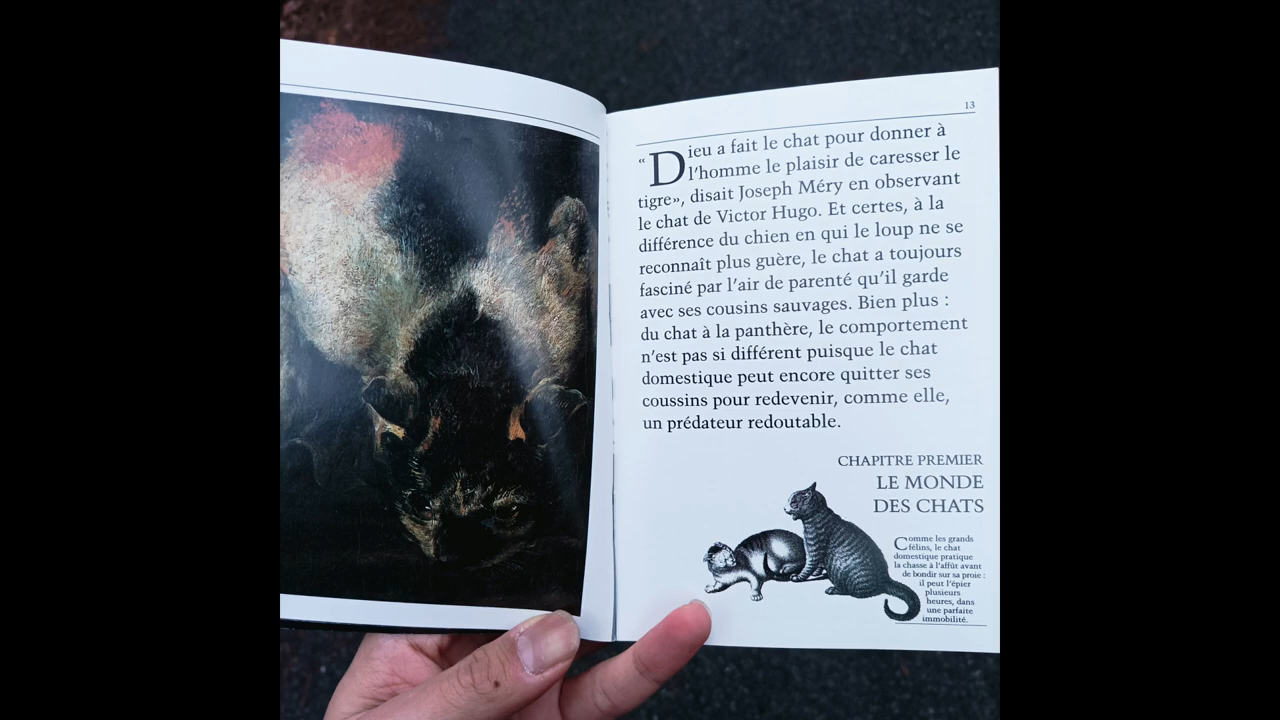 13
«Dieu a fait le chat pour donner à
l'homme le plaisir de caresser le
tigre», disait Joseph Méry en observant
le chat de Victor Hugo. Et certes, à la
différence du chien en qui le loup ne se
reconnaît plus guère, le chat a toujours
fasciné par l'air de parenté qu'il garde
avec ses cousins sauvages. Bien plus :
du chat à la panthère, le comportement
n'est pas si différent puisque le chat
domestique peut encore quitter ses
coussins pour redevenir, comme elle,
un prédateur redoutable.
CHAPITRE PREMIER
LE MONDE
DES CHATS
Comme les grands
félins, le chat
domestique pratique
la chasse à l'affût avant
de bondir sur sa proie :
il peut l'épier
plusieurs
heures, dans
une parfaite
immobilité.